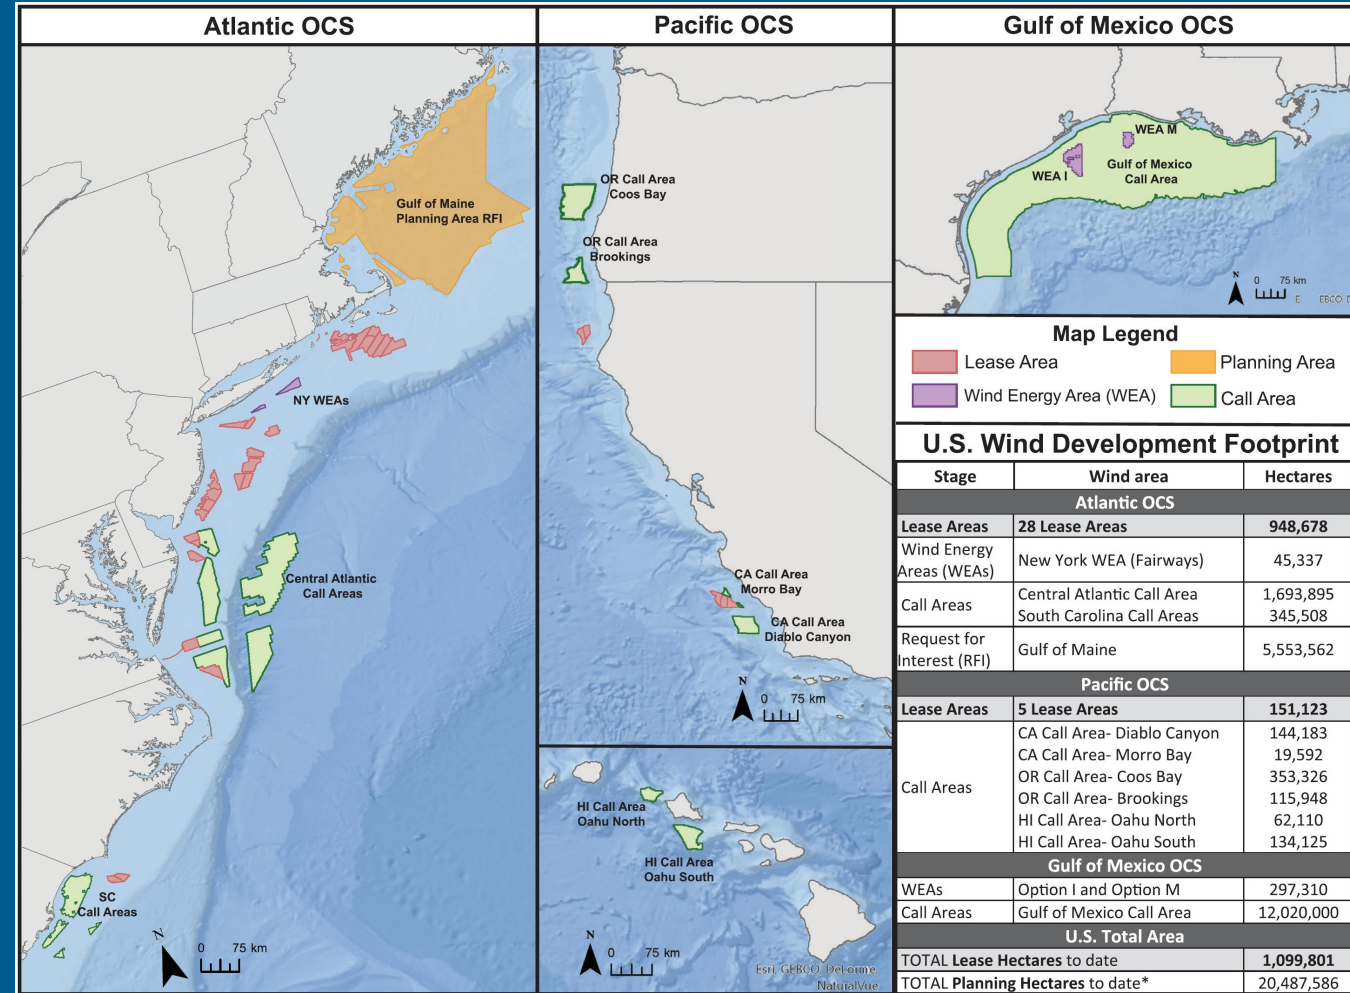 Atlantic OCS
Gulf of Maine
Planning Area RFI
NY WEAs
Central Atlantic
Call Areas
SC
Call Areas
N
0 75 km
Pacific OCS
OR Call Area
Coos Bay
OR Call Area
Brookings
CA Call Area
Morro Bay
CA Call Area
Diablo Canyon
N
0 75 km
HI Call Area
Oahu North
HI Call Area
Oahu South
N
0 75 km
Esri, GEBCO, DeLorme,
NaturalVue
Gulf of Mexico OCS
WEA M
WEA I
Gulf of Mexico
Call Area
N
0 75 km
E EBCO, D
Map Legend
Lease Area
Planning Area
Wind Energy Area (WEA)
Call Area
U.S. Wind Development Footprint
Stage Wind area Hectares
Atlantic OCS
Lease Areas 28 Lease Areas 948,678
Wind Energy
Areas (WEAs) New York WEA (Fairways) 45,337
Call Areas Central Atlantic Call Area 1,693,895
South Carolina Call Areas 345,508
Request for
Interest (RFI) Gulf of Maine 5,553,562
Pacific OCS
Lease Areas 5 Lease Areas 151,123
Call Areas
CA Call Area- Diablo Canyon 144,183
CA Call Area- Morro Bay 19,592
OR Call Area- Coos Bay 353,326
OR Call Area- Brookings 115,948
HI Call Area- Oahu North 62,110
HI Call Area- Oahu South 134,125
Gulf of Mexico OCS
WEAs Option I and Option M 297,310
Call Areas Gulf of Mexico Call Area 12,020,000
U.S. Total Area
TOTAL Lease Hectares to date 1,099,801
TOTAL Planning Hectares to date* 20,487,586